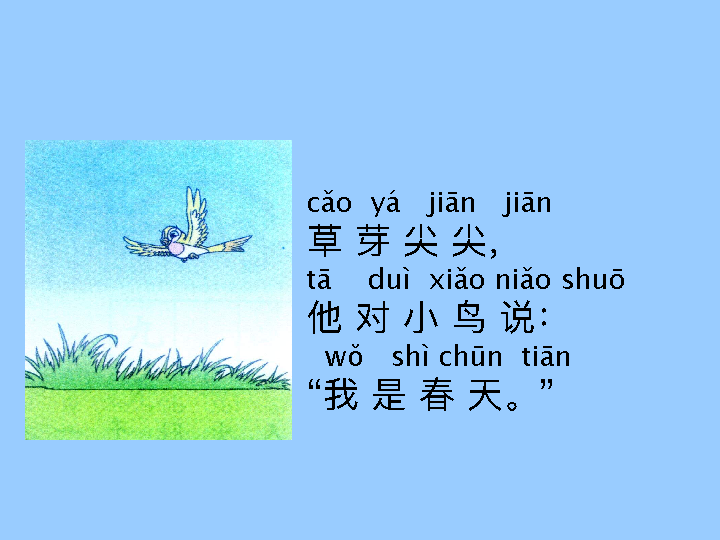 cǎo yá jiān jiān
草 芽 尖 尖，
tā duì xiǎo niǎo shuō
他 对 小 鸟 说：
wǒ shì chūn tiān
“我 是 春 天。”